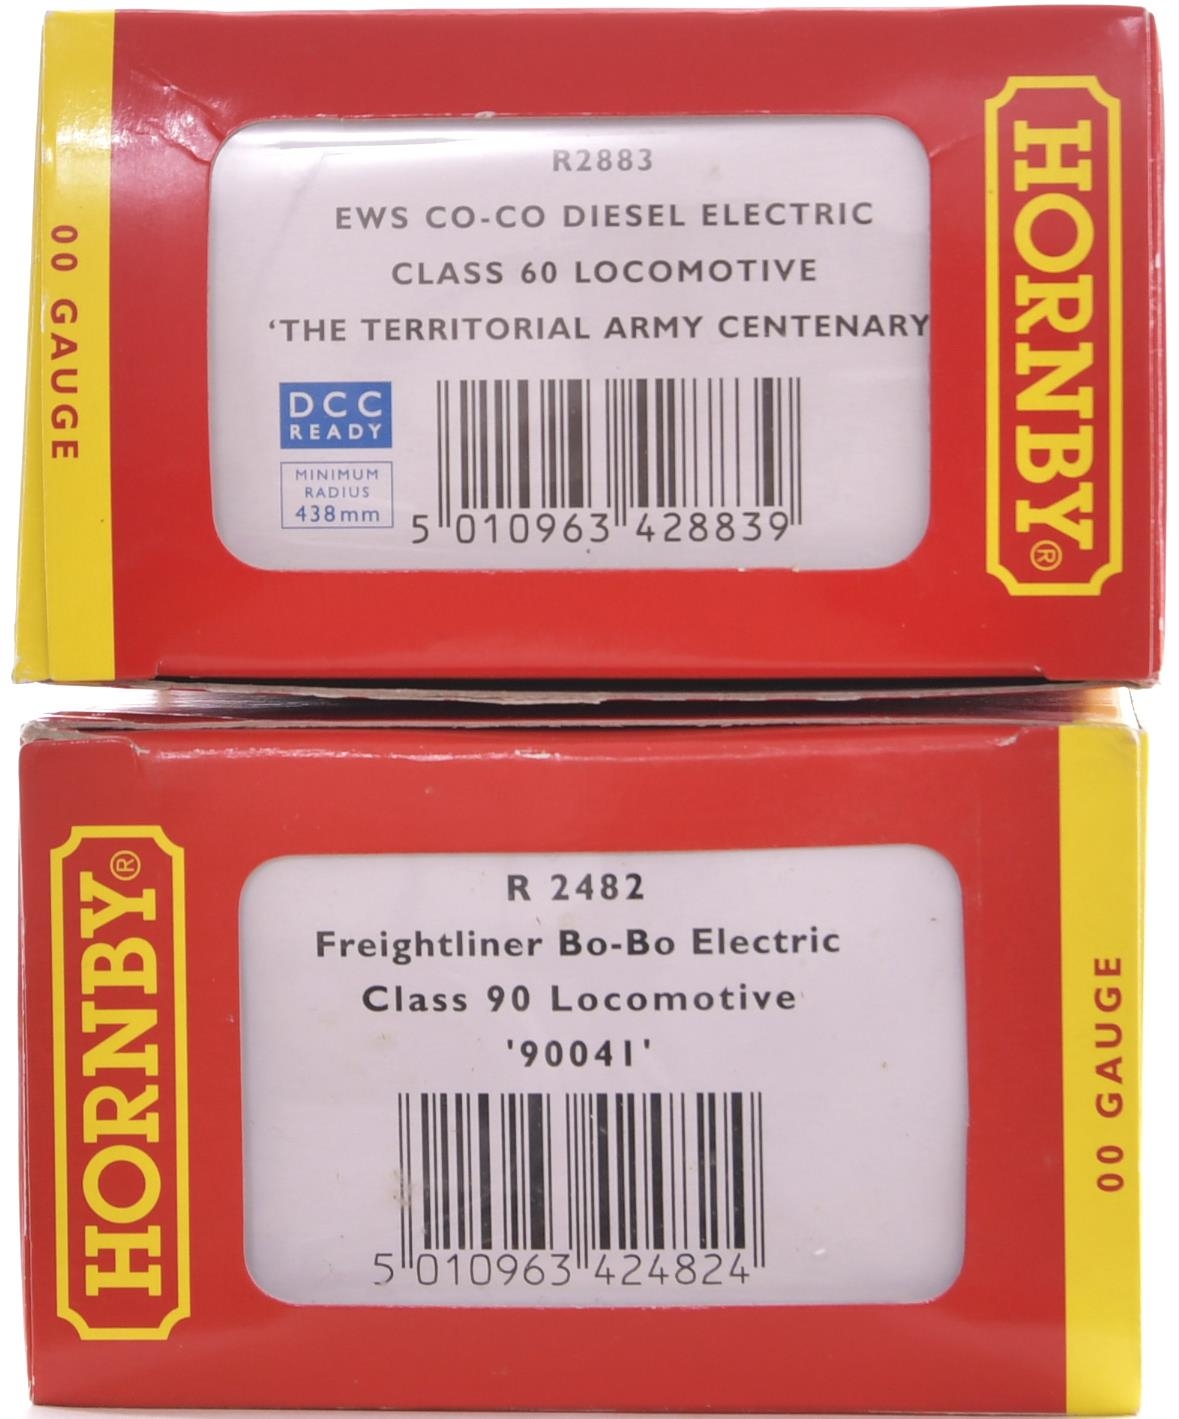 R2883
EWS CO-CO DIESEL ELECTRIC
CLASS 60 LOCOMOTIVE
‘THE TERRITORIAL ARMY CENTENARY
DCC
READY
MINIMUM
RADIUS
438mm
5 010963 428839
00 GAUGE
HORNBY®
R 2482
Freightliner Bo-Bo Electric
Class 90 Locomotive
'90041'
5 010963 424824
HORNBY®
00 GAUGE